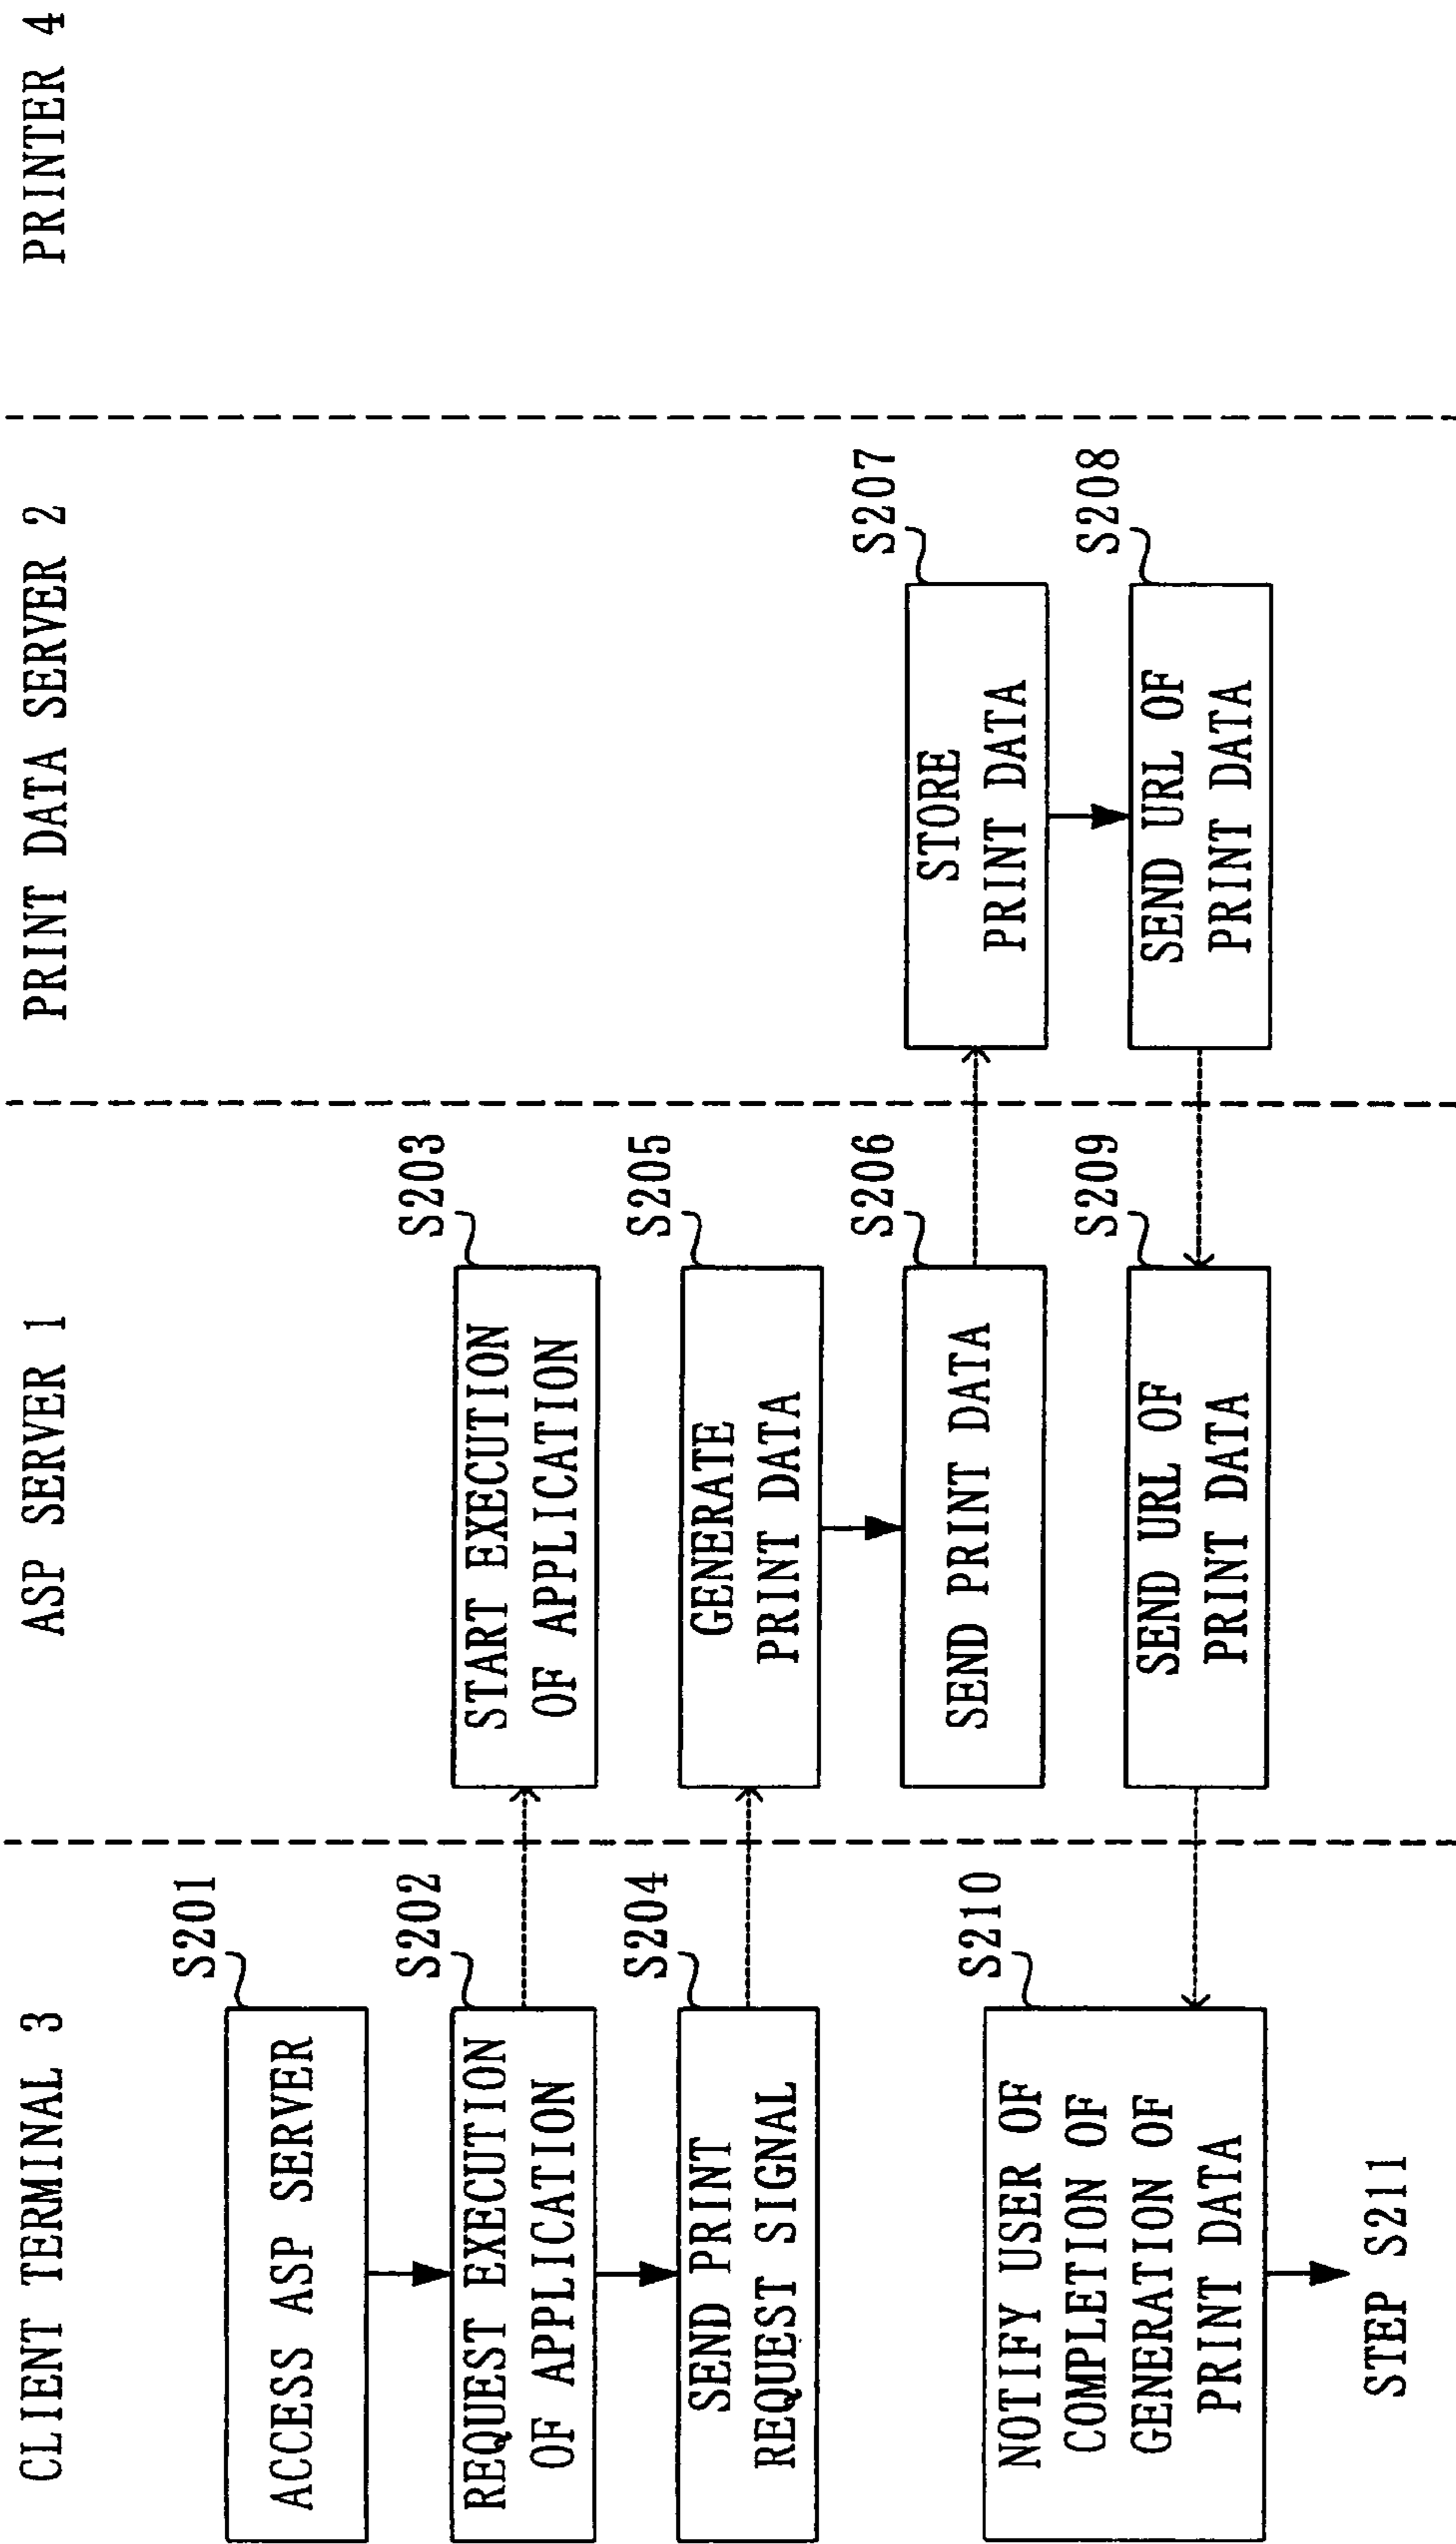 CLIENT TERMINAL 3
ASP SERVER 1
PRINT DATA SERVER 2
PRINTER 4
S201
ACCESS ASP SERVER
S202
REQUEST EXECUTION
OF APPLICATION
S203
START EXECUTION
OF APPLICATION
S204
SEND PRINT
REQUEST SIGNAL
S205
GENERATE
PRINT DATA
S206
SEND PRINT DATA
S207
STORE
PRINT DATA
S208
SEND URL OF
PRINT DATA
S209
SEND URL OF
PRINT DATA
S210
NOTIFY USER OF
COMPLETION OF
GENERATION OF
PRINT DATA
STEP S211